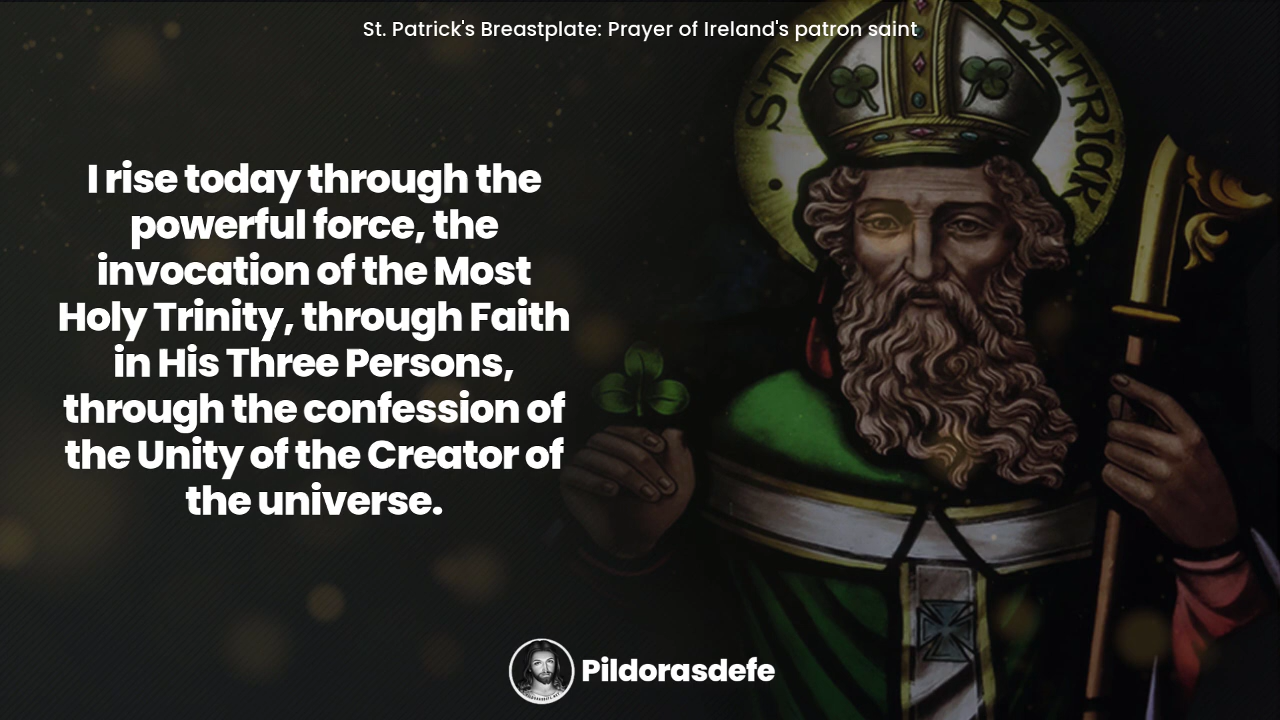 St. Patrick's Breastplate: Prayer of Ireland's patron saint
ST PATRICK
I rise today through the
powerful force, the
invocation of the Most
Holy Trinity, through Faith
in His Three Persons,
through the confession of
the Unity of the Creator of
the universe.
Pildorasdefe